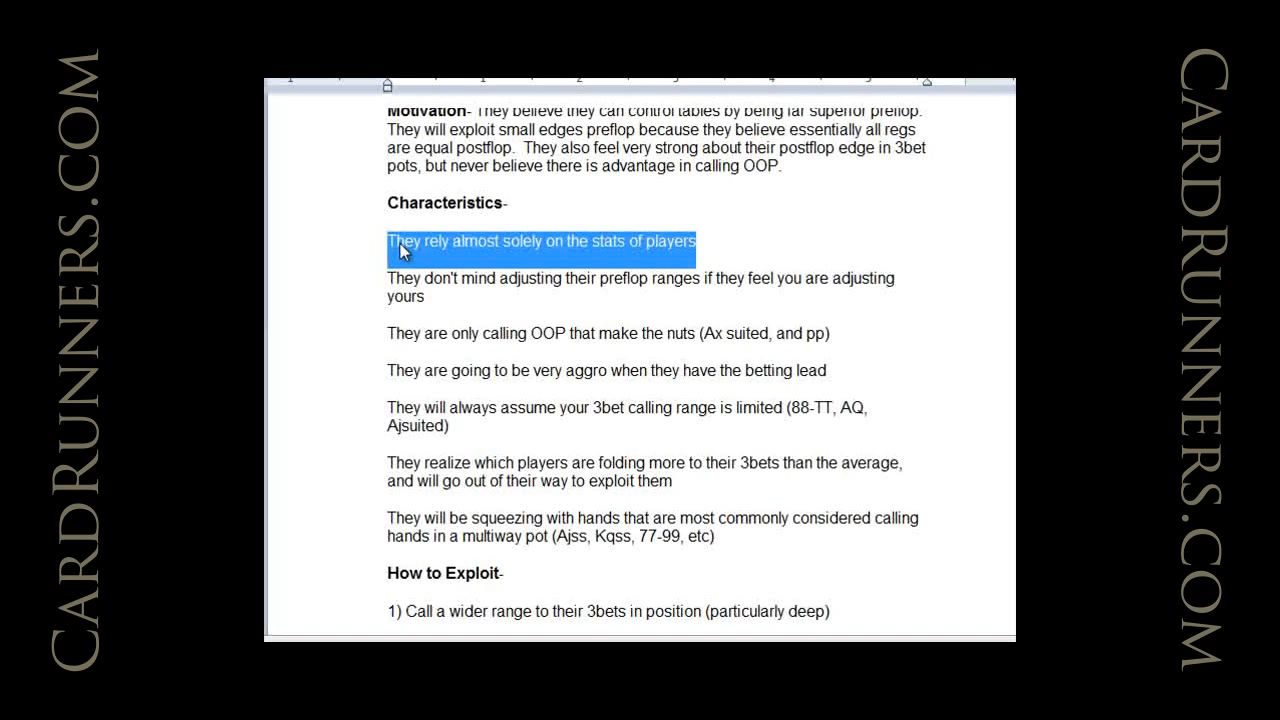 CARDRUNNERS.COM
Motivation- They believe they can control tables by being far superior preflop.
They will exploit small edges preflop because they believe essentially all regs
are equal postflop. They also feel very strong about their postflop edge in 3bet
pots, but never believe there is advantage in calling OOP.
Characteristics-
They rely almost solely on the stats of players
They don't mind adjusting their preflop ranges if they feel you are adjusting
yours
They are only calling OOP that make the nuts (Ax suited, and pp)
They are going to be very aggro when they have the betting lead
They will always assume your 3bet calling range is limited (88-TT, AQ,
Ajsuited)
They realize which players are folding more to their 3bets than the average,
and will go out of their way to exploit them
They will be squeezing with hands that are most commonly considered calling
hands in a multiway pot (Ajss, Kqss, 77-99, etc)
How to Exploit-
1) Call a wider range to their 3bets in position (particularly deep)
CARDRUNNERS.COM